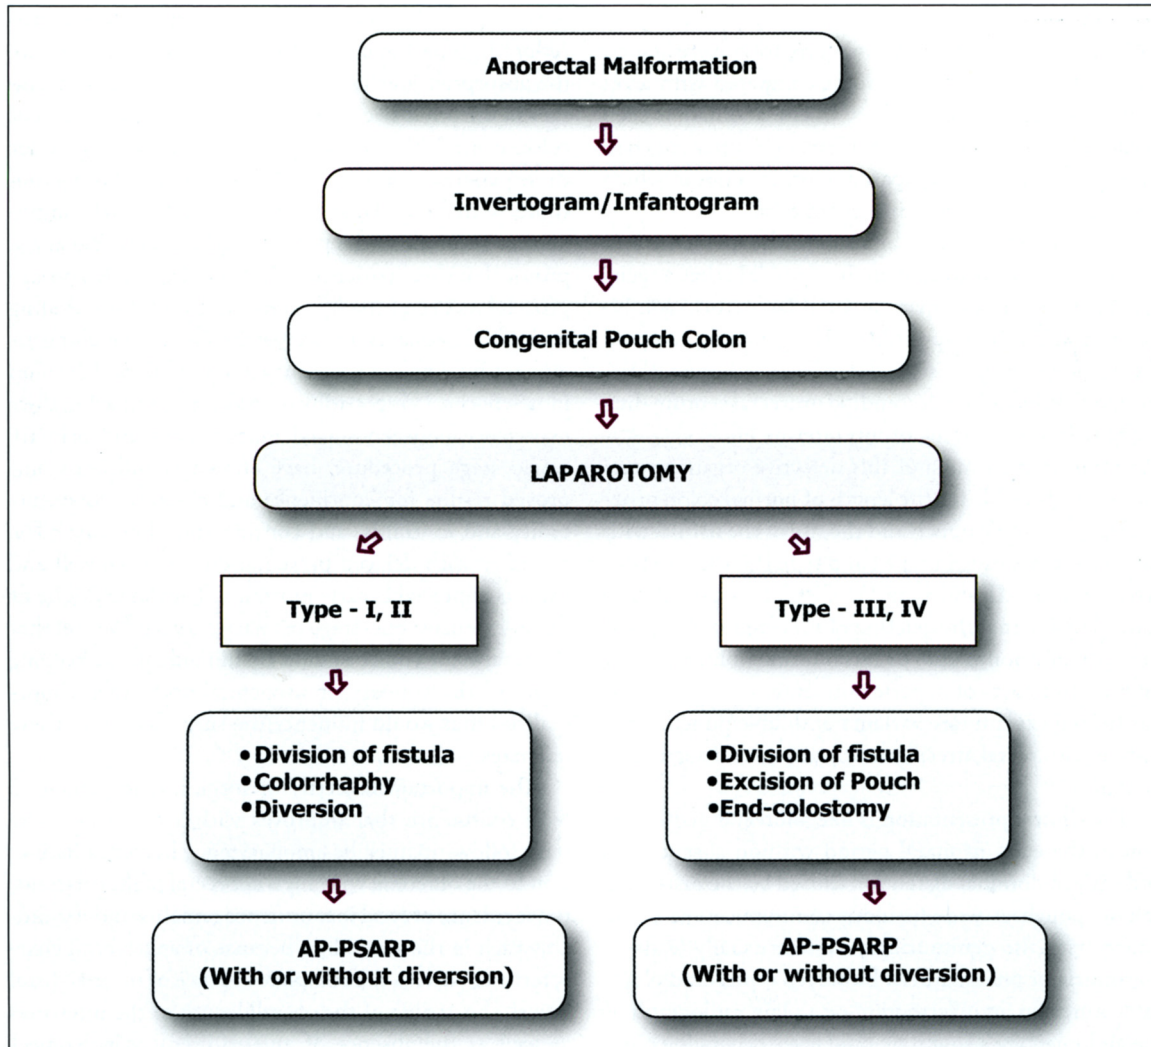 Anorectal Malformation
Invertogram/Infantogram
Congenital Pouch Colon
LAPAROTOMY
Type - I, II
Type - III, IV
•Division of fistula
•Colorrhaphy
•Diversion
•Division of fistula
•Excision of Pouch
•End-colostomy
AP-PSARP
(With or without diversion)
AP-PSARP
(With or without diversion)